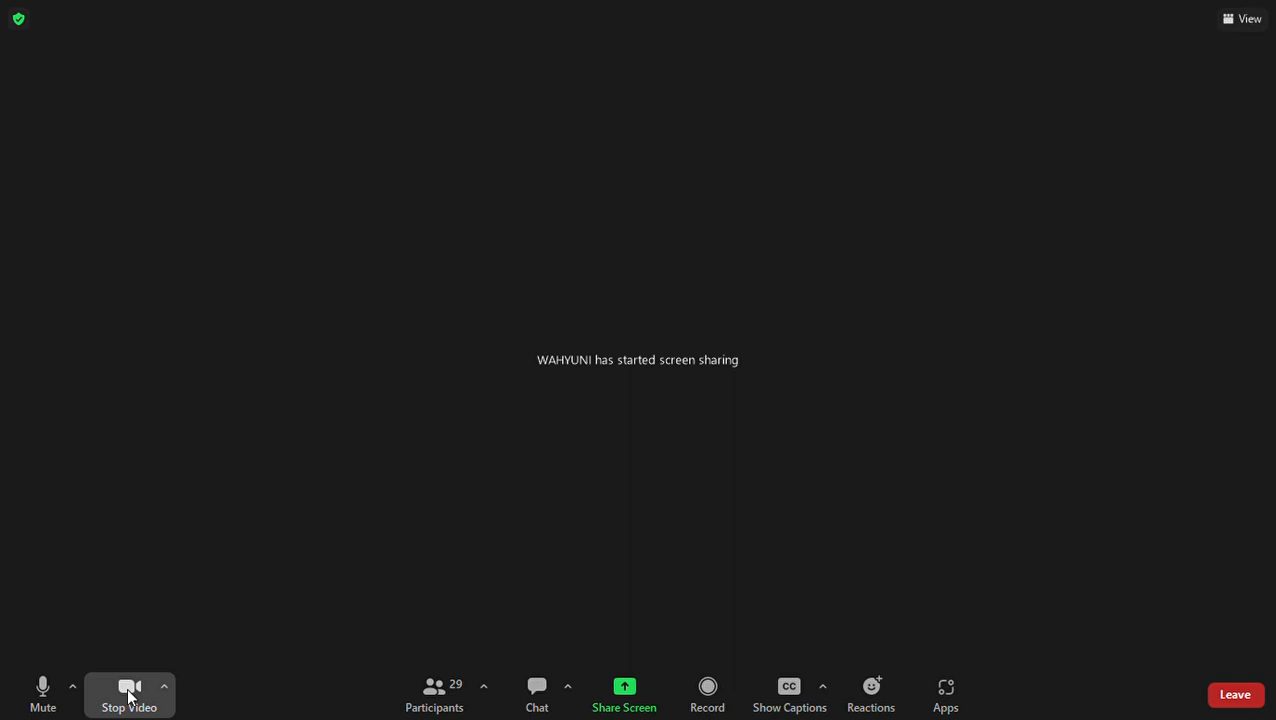 View
WAHYUNI has started screen sharing
29
Mute
Stop Video
Participants
Chat
Share Screen
Record
CC
Show Captions
Reactions
Apps
Leave